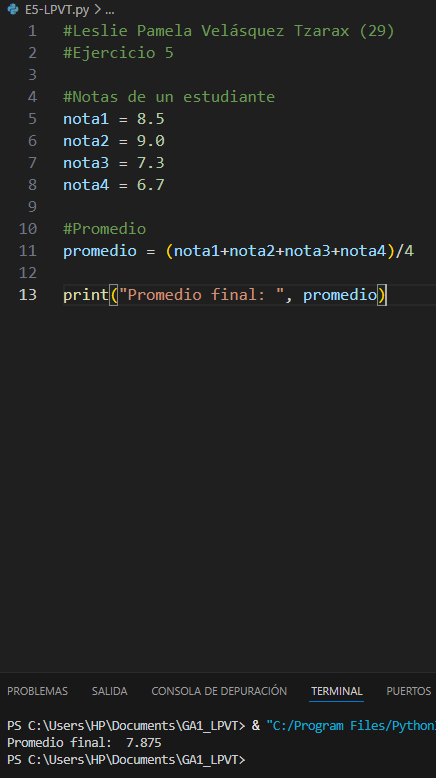 E5-LPVT.py > ...
1 #Leslie Pamela Velásquez Tzarax (29)
2 #Ejercicio 5
3
4 #Notas de un estudiante
5 nota1 = 8.5
6 nota2 = 9.0
7 nota3 = 7.3
8 nota4 = 6.7
9
10 #Promedio
11 promedio = (nota1+nota2+nota3+nota4)/4
12
13 print("Promedio final: ", promedio)
PROBLEMAS SALIDA CONSOLA DE DEPURACIÓN TERMINAL PUERTOS
PS C:\Users\HP\Documents\GA1_LPVT> & "C:/Program Files/Python
Promedio final:  7.875
PS C:\Users\HP\Documents\GA1_LPVT>